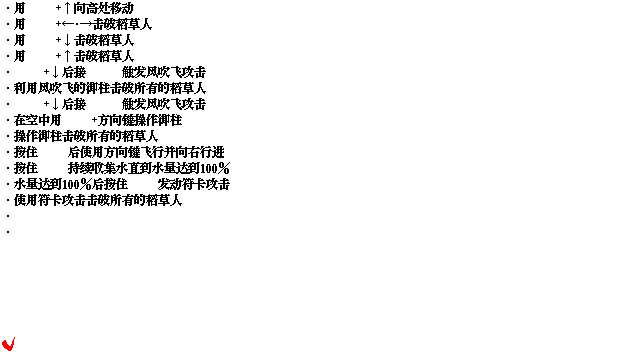 · 用 +↑向高处移动
· 用 +←·→击破稻草人
· 用 +↓击破稻草人
· 用 +↑击破稻草人
· +↓后接 触发风吹飞攻击
· 利用风吹飞的御柱击破所有的稻草人
· +↓后接 触发风吹飞攻击
· 在空中用 +方向键操作御柱
· 操作御柱击破所有的稻草人
· 按住 后使用方向键飞行并向右行进
· 按住 持续收集水直到水量达到100%
· 水量达到100%后按住 发动符卡攻击
· 使用符卡攻击击破所有的稻草人
·
·